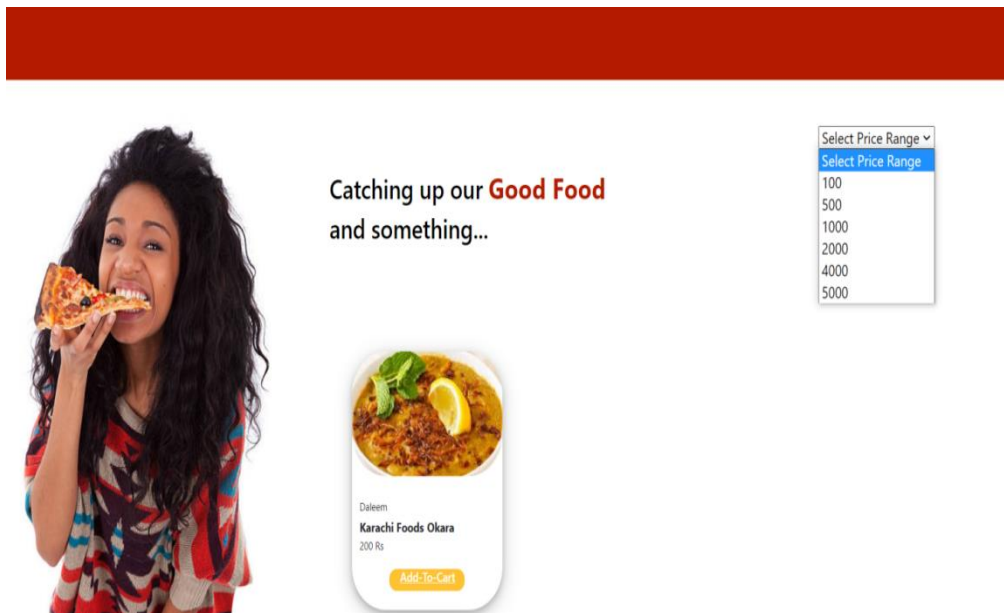 Catching up our Good Food
and something...
Select Price Range
Select Price Range
100
500
1000
2000
4000
5000
Daleem
Karachi Foods Okara
200 Rs
Add-To-Cart